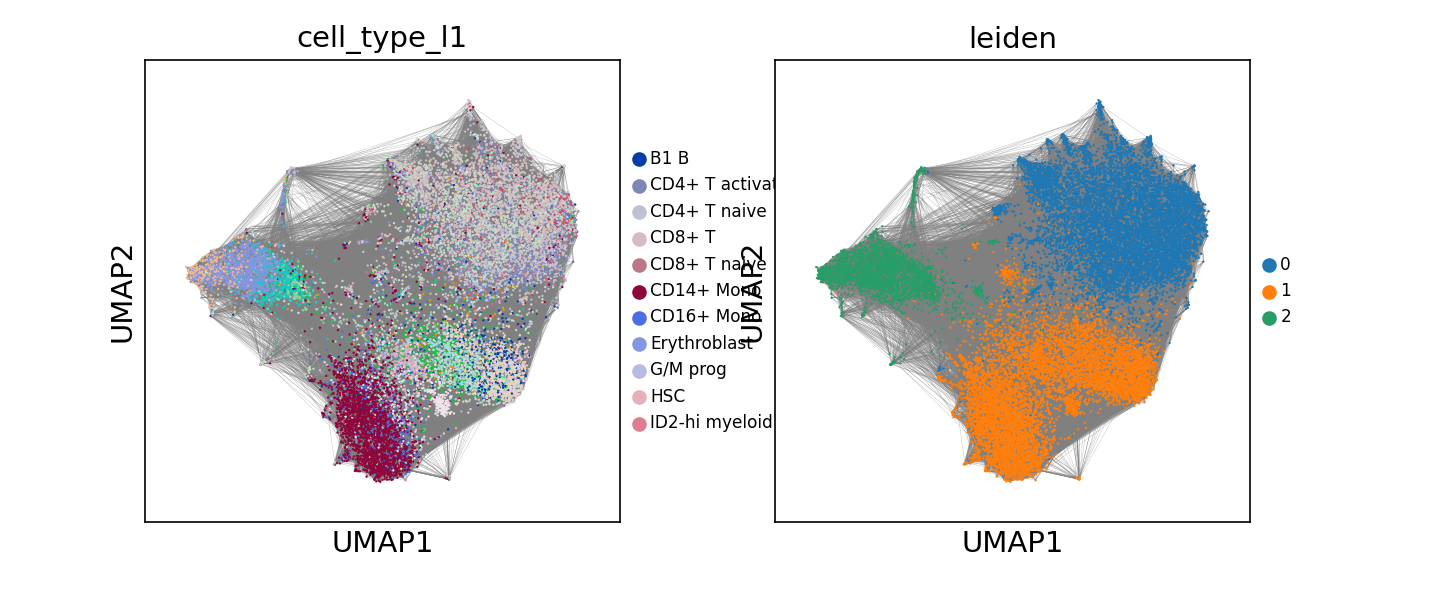 cell_type_l1
leiden
UMAP2
UMAP1
B1 B
CD4+ T activat
CD4+ T naive
CD8+ T
CD8+ T naive
CD14+ Mono
CD16+ Mono
Erythroblast
G/M prog
HSC
ID2-hi myeloid
UMAP2
UMAP1
0
1
2